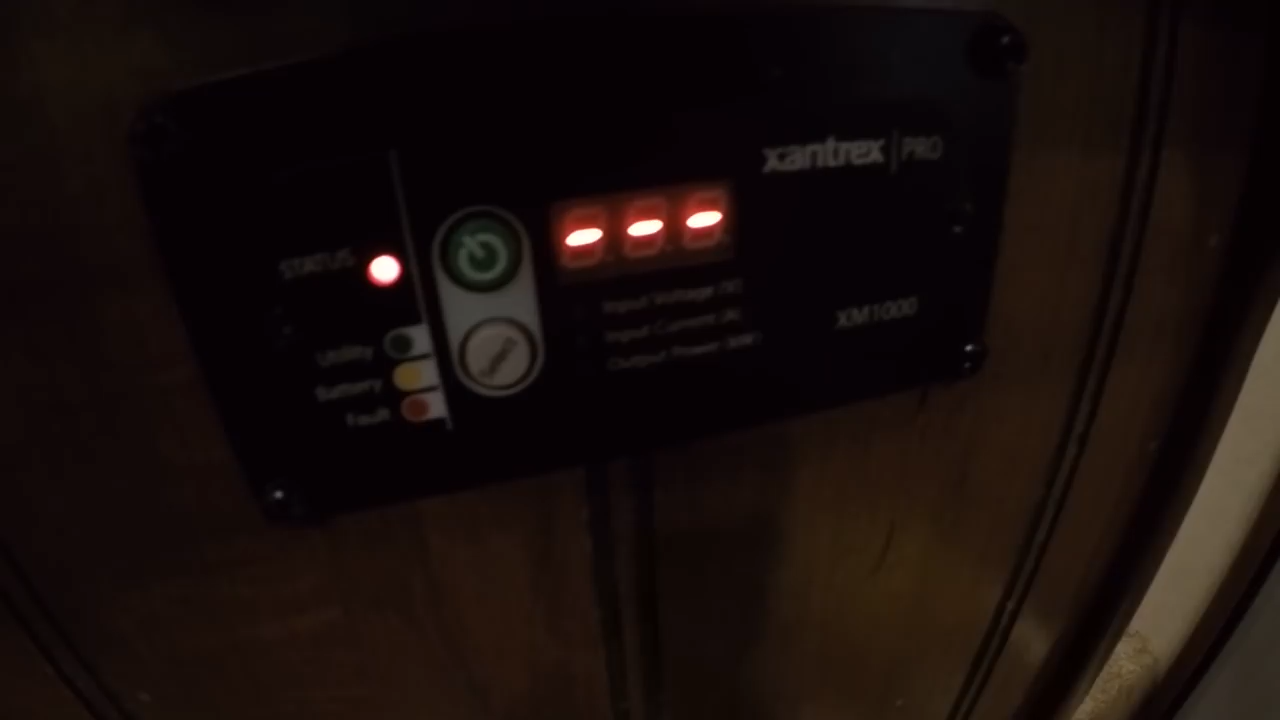 xantrex | PRO
---
STATUS
Input Voltage (V)
Input Current (A)
Output Power (kW)
XM1000
Utility
Battery
Fault